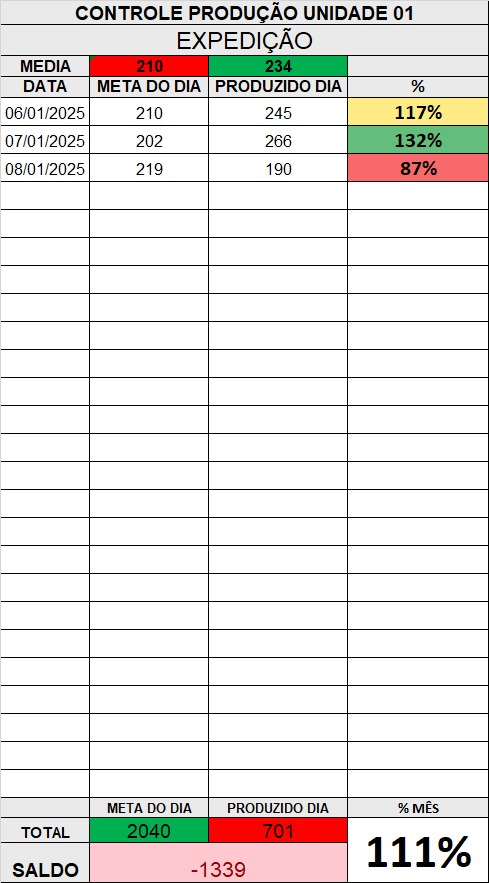 CONTROLE PRODUÇÃO UNIDADE 01
EXPEDIÇÃO
MEDIA 210 234
DATA META DO DIA PRODUZIDO DIA %
06/01/2025 210 245 117%
07/01/2025 202 266 132%
08/01/2025 219 190 87%
META DO DIA PRODUZIDO DIA % MÊS
TOTAL 2040 701
111%
SALDO -1339